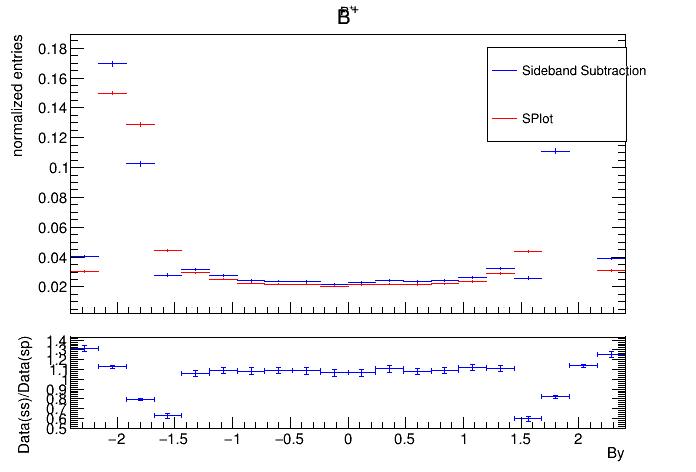 B⁺
normalized entries
0.18
0.16
0.14
0.12
0.1
0.08
0.06
0.04
0.02
Sideband Subtraction
SPlot
Data(ss)/Data(sp)
1.4
1.3
1.2
1.1
1
0.9
0.8
0.7
0.6
0.5
−2 −1.5 −1 −0.5 0 0.5 1 1.5 2
By